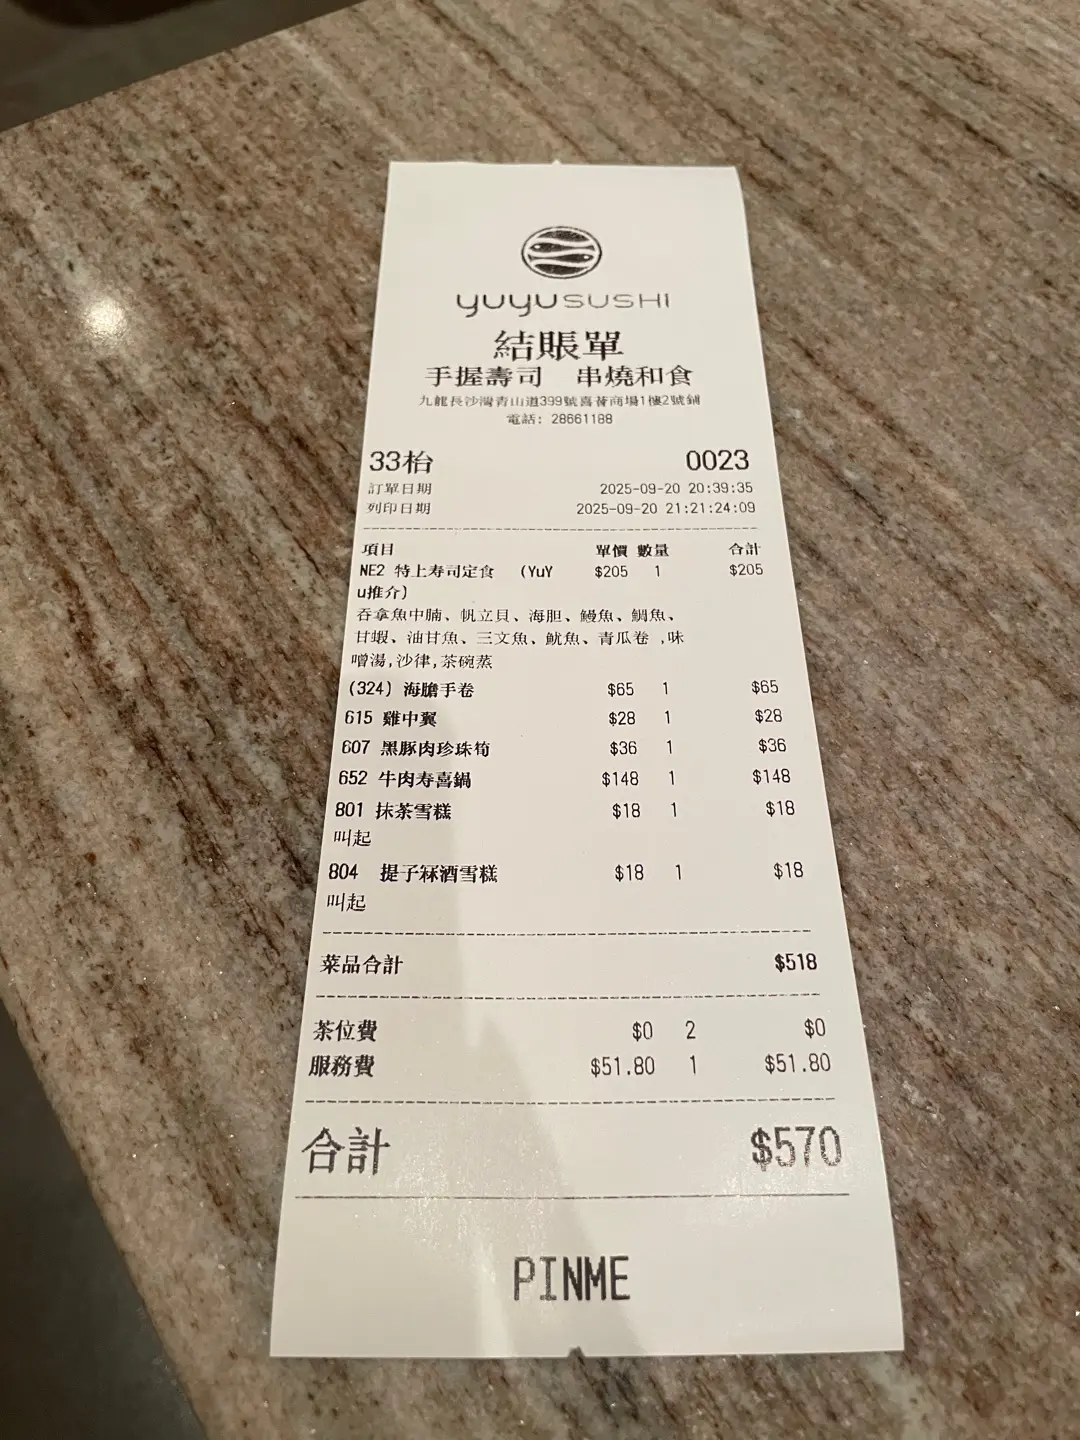 yuyusushi
結賬單
手握壽司 串燒和食
九龍長沙灣青山道399號喜薈商場1樓2號鋪
電話: 28661188
33枱 0023
訂單日期 2025-09-20 20:39:35
列印日期 2025-09-20 21:21:24:09
項目 單價 數量 合計
NE2 特上寿司定食 (YuY $205 1 $205
u推介)
吞拿魚中腩、帆立貝、海胆、鰻魚、鯛魚、
甘蝦、油甘魚、三文魚、魷魚、青瓜卷 ,味
噌湯,沙律,茶碗蒸
(324) 海膽手卷 $65 1 $65
615 雞中翼 $28 1 $28
607 黑豚肉珍珠筍 $36 1 $36
652 牛肉寿喜鍋 $148 1 $148
801 抹茶雪糕 $18 1 $18
叫起
804 提子冧酒雪糕 $18 1 $18
叫起
菜品合計 $518
茶位費 $0 2 $0
服務費 $51.80 1 $51.80
合計 $570
PINME